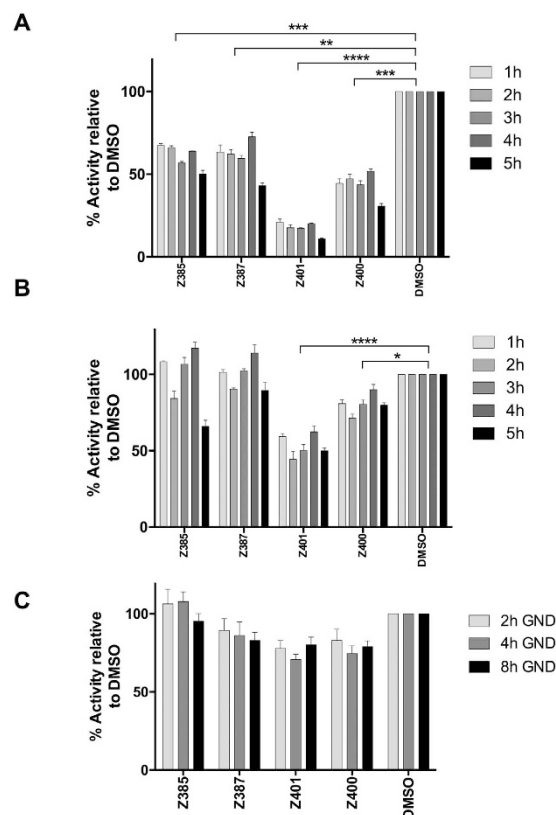 A
***
**
****
***
% Activity relative
to DMSO
100
50
0
Z385
Z387
Z401
Z400
DMSO
1h
2h
3h
4h
5h
B
****
*
% Activity relative
to DMSO
100
50
0
Z385
Z387
Z401
Z400
DMSO
1h
2h
3h
4h
5h
C
% Activity relative
to DMSO
100
50
0
Z385
Z387
Z401
Z400
DMSO
2h GND
4h GND
8h GND